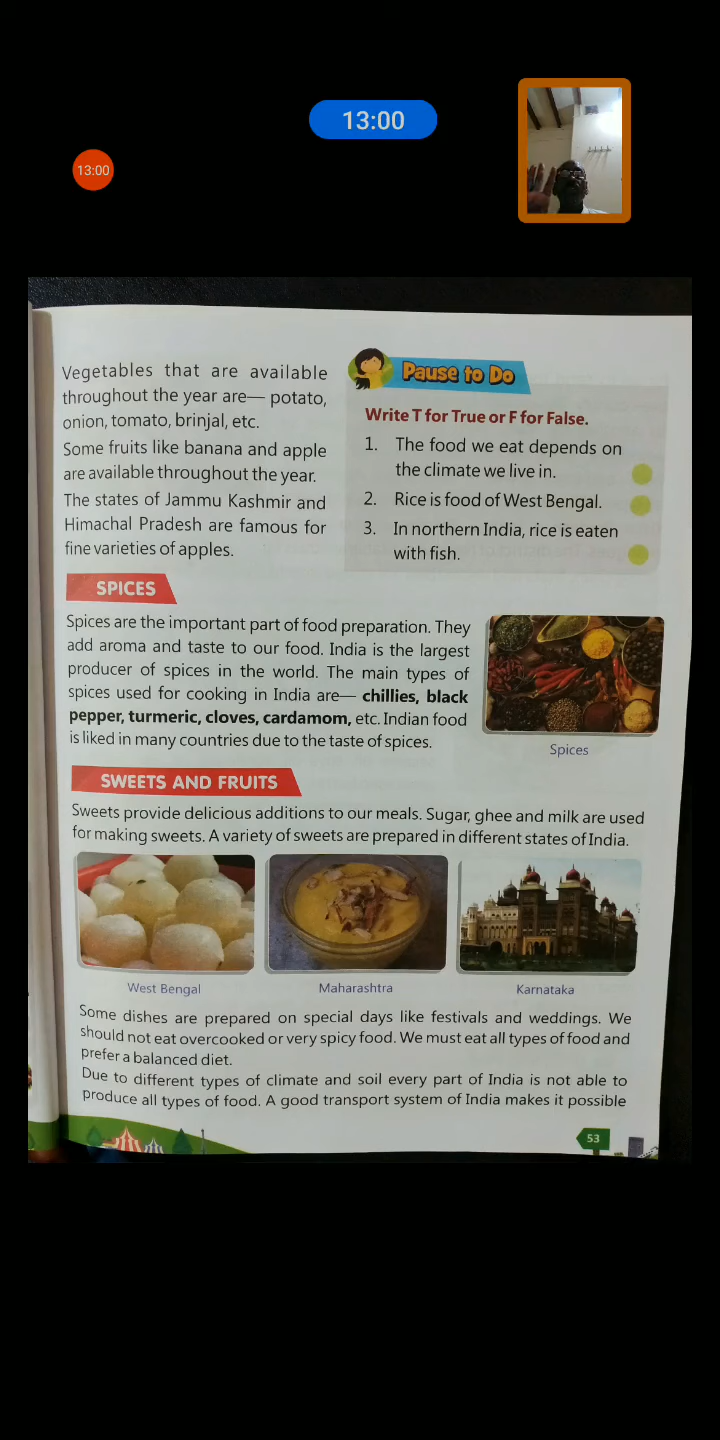 13:00
13:00
Vegetables that are available
throughout the year are— potato,
onion, tomato, brinjal, etc.
Some fruits like banana and apple
are available throughout the year.
The states of Jammu Kashmir and
Himachal Pradesh are famous for
fine varieties of apples.
Pause to Do
Write T for True or F for False.
1. The food we eat depends on
the climate we live in.
2. Rice is food of West Bengal.
3. In northern India, rice is eaten
with fish.
SPICES
Spices are the important part of food preparation. They
add aroma and taste to our food. India is the largest
producer of spices in the world. The main types of
spices used for cooking in India are— chillies, black
pepper, turmeric, cloves, cardamom, etc. Indian food
is liked in many countries due to the taste of spices.
Spices
SWEETS AND FRUITS
Sweets provide delicious additions to our meals. Sugar, ghee and milk are used
for making sweets. A variety of sweets are prepared in different states of India.
West Bengal
Maharashtra
Karnataka
Some dishes are prepared on special days like festivals and weddings. We
should not eat overcooked or very spicy food. We must eat all types of food and
prefer a balanced diet.
Due to different types of climate and soil every part of India is not able to
produce all types of food. A good transport system of India makes it possible
53